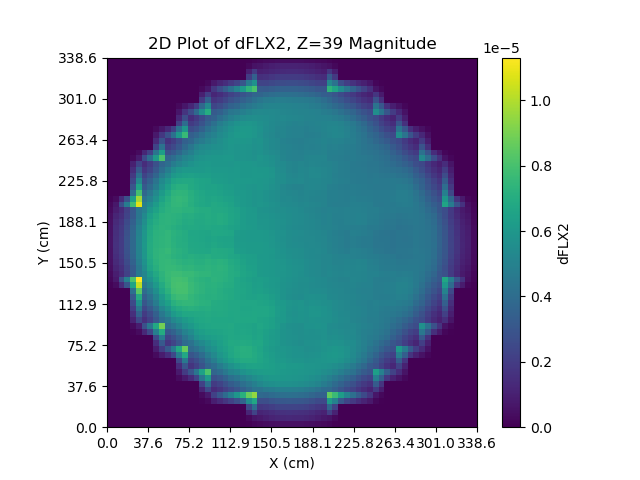 2D Plot of dFLX2, Z=39 Magnitude
1e−5
338.6
301.0
263.4
225.8
188.1
150.5
112.9
75.2
37.6
0.0
Y (cm)
0.0 37.6 75.2 112.9 150.5 188.1 225.8 263.4 301.0 338.6
X (cm)
1.0
0.8
0.6
0.4
0.2
0.0
dFLX2